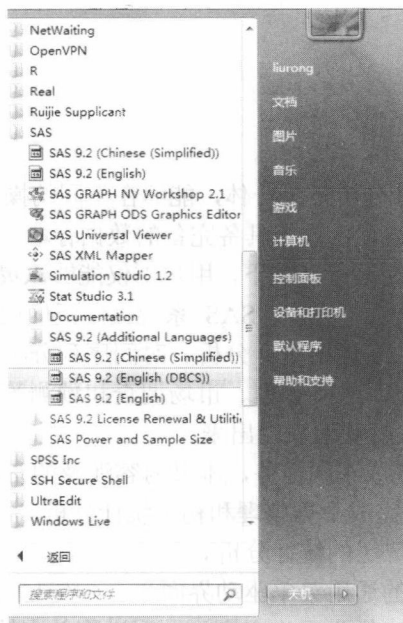 NetWaiting
OpenVPN
R
Real
Ruijie Supplicant
SAS
SAS 9.2 (Chinese (Simplified))
SAS 9.2 (English)
SAS GRAPH NV Workshop 2.1
SAS GRAPH ODS Graphics Editor
SAS Universal Viewer
SAS XML Mapper
Simulation Studio 1.2
Stat Studio 3.1
Documentation
SAS 9.2 (Additional Languages)
SAS 9.2 (Chinese (Simplified))
SAS 9.2 (English (DBCS))
SAS 9.2 (English)
SAS 9.2 License Renewal & Utiliti
SAS Power and Sample Size
SPSS Inc
SSH Secure Shell
UltraEdit
Windows Live
返回
搜索程序和文件
liurong
文档
图片
音乐
游戏
计算机
控制面板
设备和打印机
默认程序
帮助和支持
关机